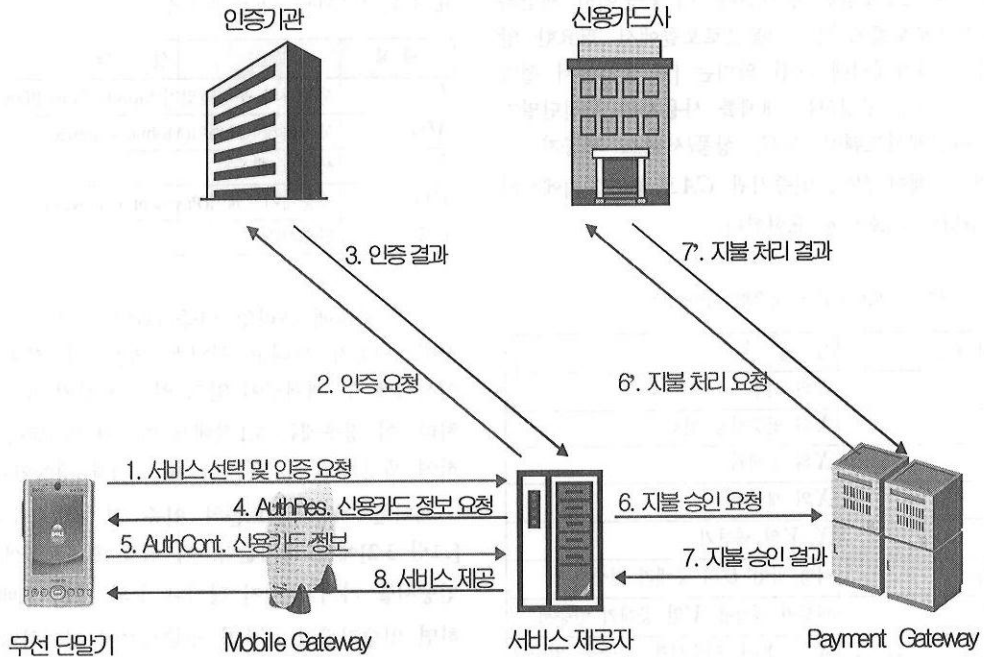 인증기관
신용카드사
3. 인증 결과
7'. 지불 처리 결과
2. 인증 요청
6'. 지불 처리 요청
1. 서비스 선택 및 인증 요청
4. AuthRes. 신용카드 정보 요청
6. 지불 승인 요청
5. AuthCont. 신용카드 정보
7. 지불 승인 결과
8. 서비스 제공
무선 단말기
Mobile Gateway
서비스 제공자
Payment Gateway